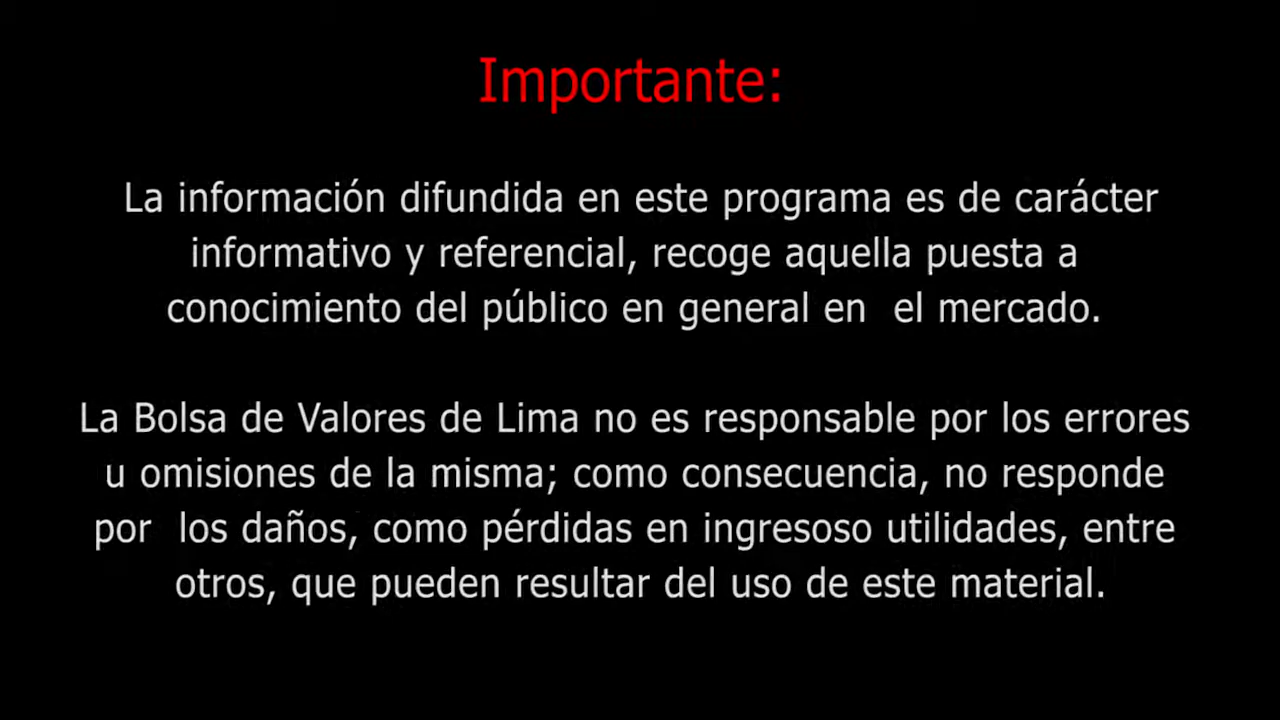 Importante:
La información difundida en este programa es de carácter
informativo y referencial, recoge aquella puesta a
conocimiento del público en general en  el mercado.
La Bolsa de Valores de Lima no es responsable por los errores
u omisiones de la misma; como consecuencia, no responde
por  los daños, como pérdidas en ingresoso utilidades, entre
otros, que pueden resultar del uso de este material.